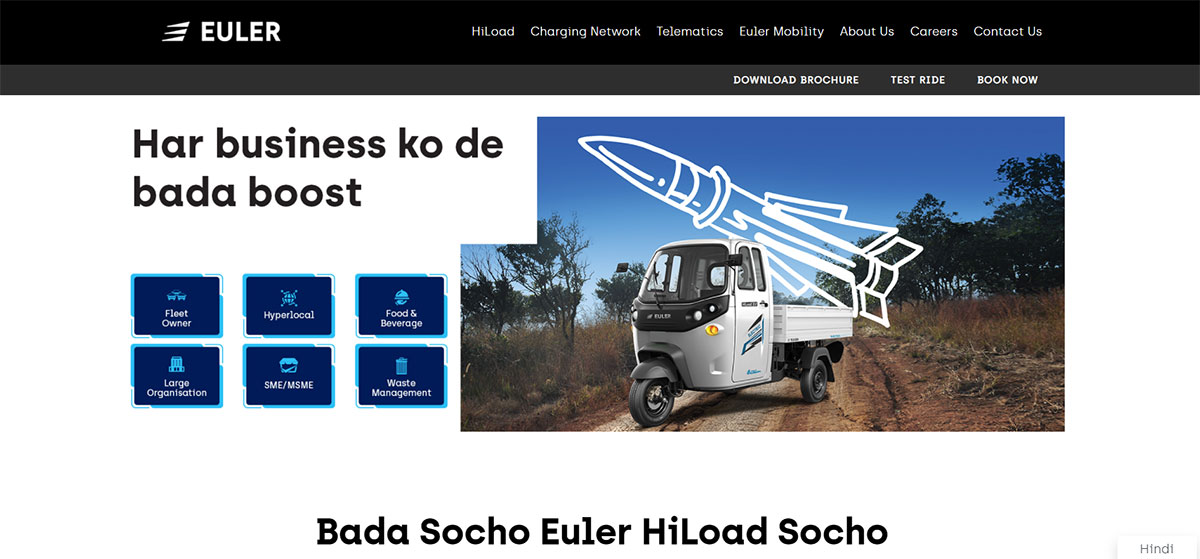 EULER
HiLoad Charging Network Telematics Euler Mobility About Us Careers Contact Us
DOWNLOAD BROCHURE TEST RIDE BOOK NOW
Har business ko de
bada boost
Fleet
Owner
Hyperlocal
Food &
Beverage
Large
Organisation
SME/MSME
Waste
Management
EULER
Bada Socho Euler HiLoad Socho
Hindi